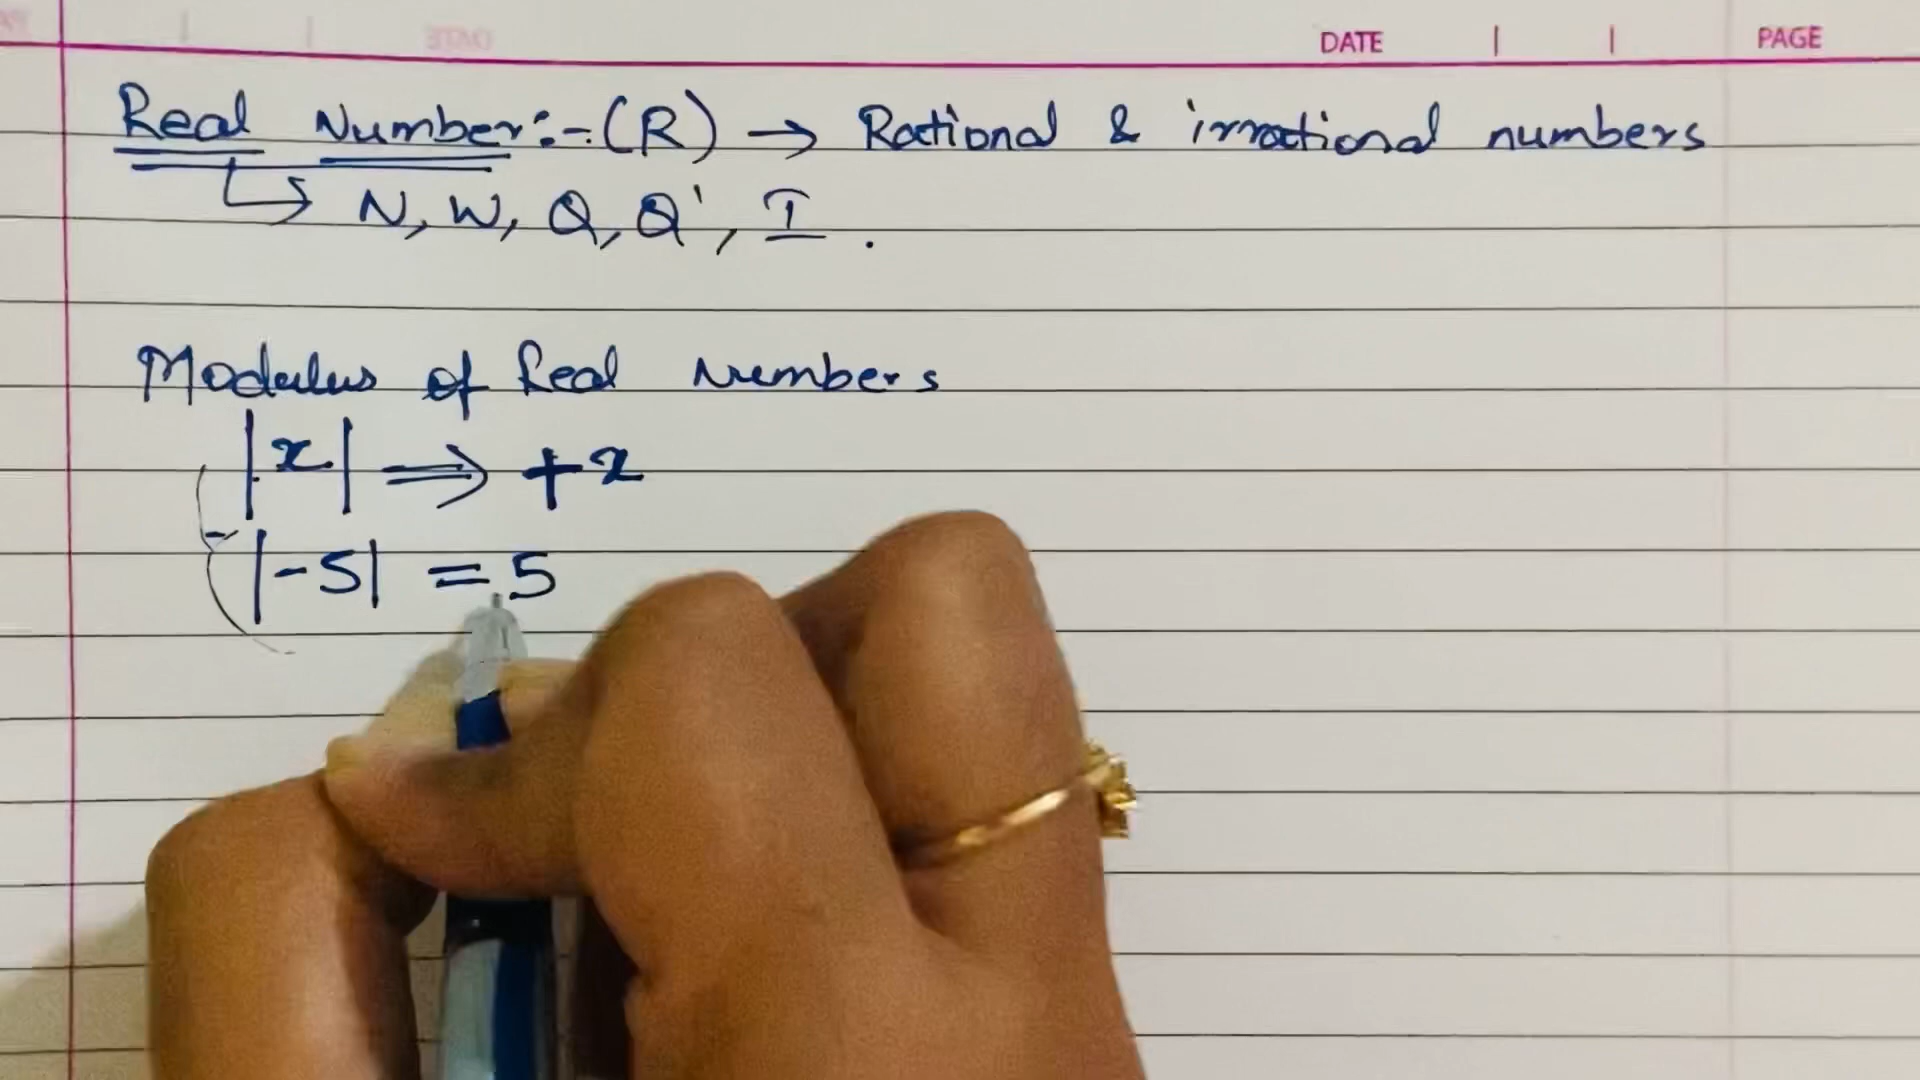 DATE PAGE
Real Number:-(R) → Rational & irrational numbers
↳ N, W, Q, Q', I.
Modulus of Real Numbers
|x| ⇒ +x
|-5| = 5